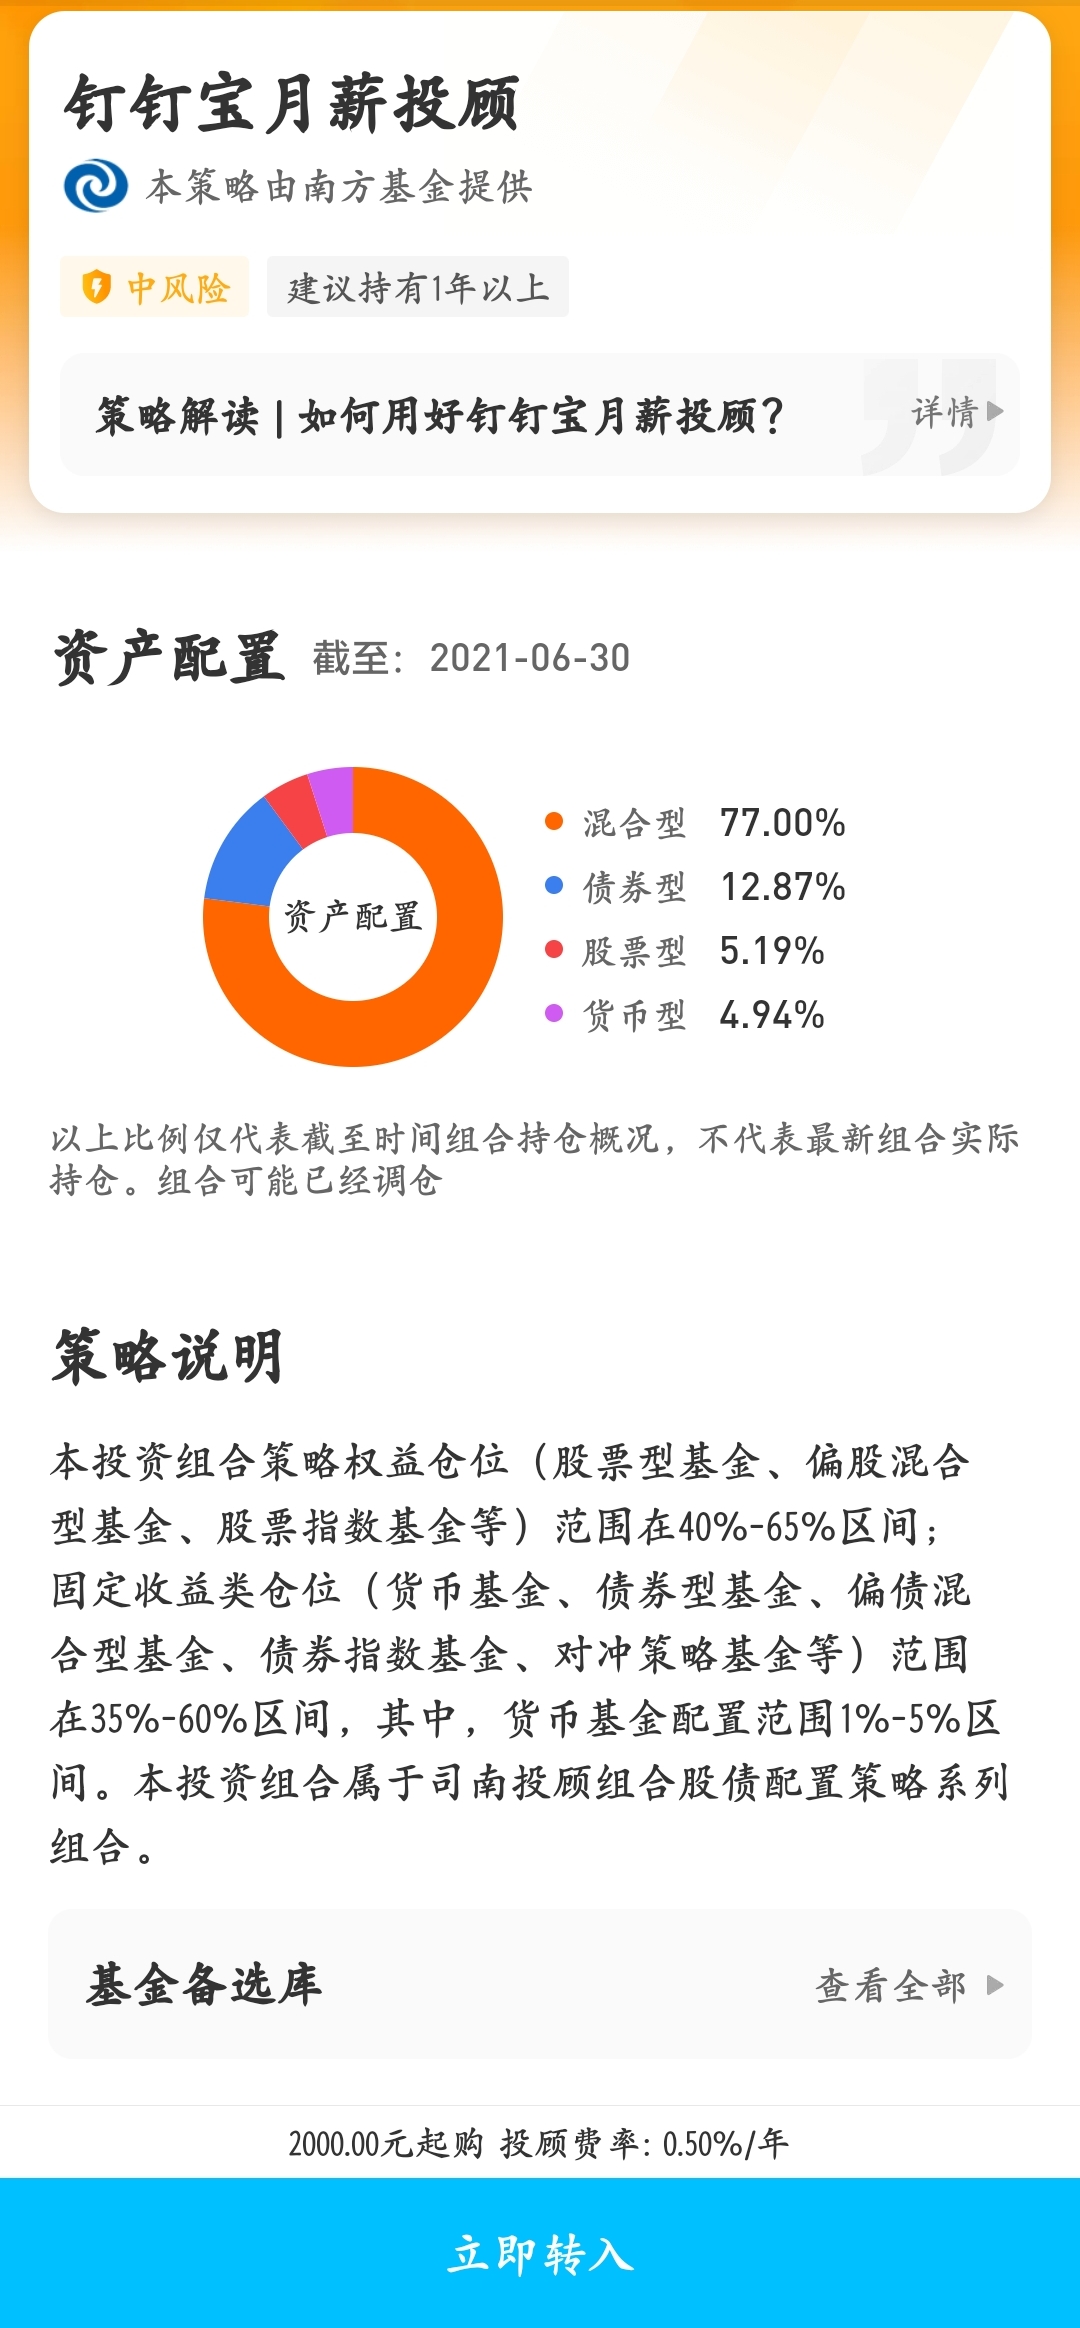 钉钉宝月薪投顾
本策略由南方基金提供
中风险 建议持有1年以上
策略解读 | 如何用好钉钉宝月薪投顾？ 详情
资产配置 截至：2021-06-30
资产配置
混合型 77.00%
债券型 12.87%
股票型 5.19%
货币型 4.94%
以上比例仅代表截至时间组合持仓概况，不代表最新组合实际
持仓。组合可能已经调仓
策略说明
本投资组合策略权益仓位（股票型基金、偏股混合
型基金、股票指数基金等）范围在40%-65%区间；
固定收益类仓位（货币基金、债券型基金、偏债混
合型基金、债券指数基金、对冲策略基金等）范围
在35%-60%区间，其中，货币基金配置范围1%-5%区
间。本投资组合属于司南投顾组合股债配置策略系列
组合。
基金备选库 查看全部
2000.00元起购 投顾费率: 0.50%/年
立即转入